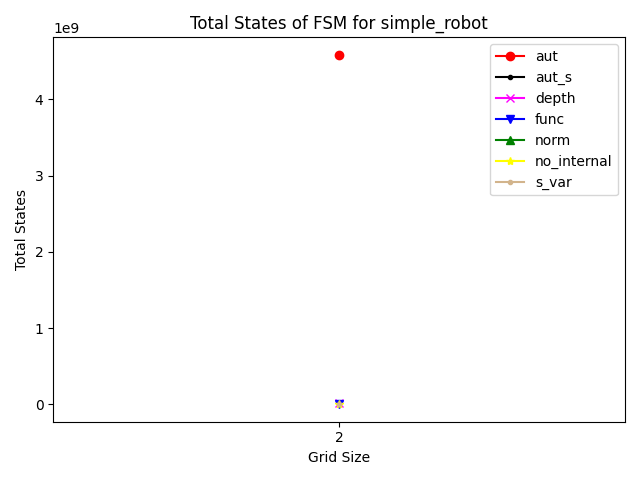 Total States of FSM for simple_robot
1e9
aut
aut_s
depth
func
norm
no_internal
s_var
4
3
2
1
0
Total States
2
Grid Size